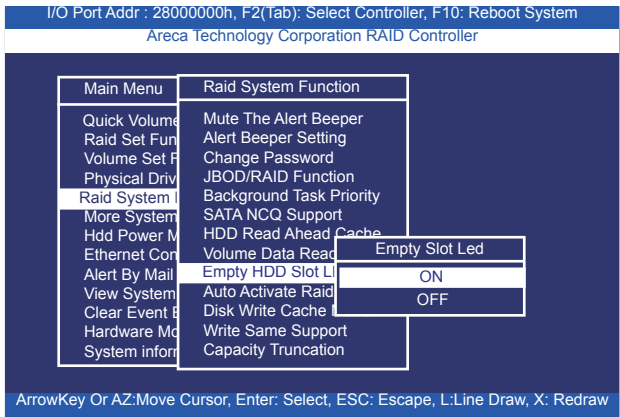 I/O Port Addr : 28000000h, F2(Tab): Select Controller, F10: Reboot System
Areca Technology Corporation RAID Controller
Main Menu
Quick Volume
Raid Set Fun
Volume Set F
Physical Driv
Raid System
More System
Hdd Power M
Ethernet Con
Alert By Mail
View System
Clear Event
Hardware Mo
System infor
Raid System Function
Mute The Alert Beeper
Alert Beeper Setting
Change Password
JBOD/RAID Function
Background Task Priority
SATA NCQ Support
HDD Read Ahead Cache
Volume Data Read
Empty HDD Slot L
Auto Activate Raid
Disk Write Cache
Write Same Support
Capacity Truncation
Empty Slot Led
ON
OFF
ArrowKey Or AZ:Move Cursor, Enter: Select, ESC: Escape, L:Line Draw, X: Redraw